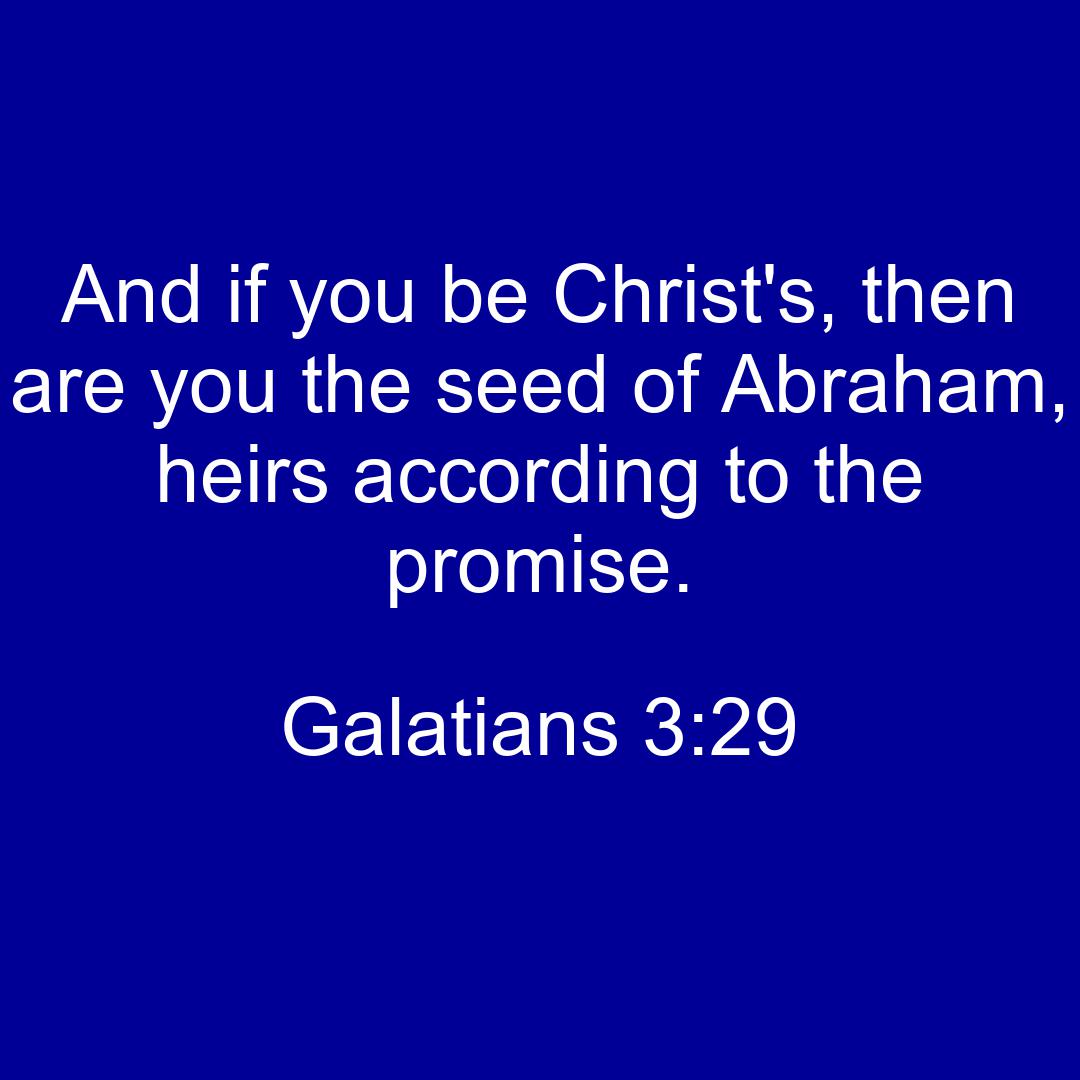 And if you be Christ's, then
are you the seed of Abraham,
heirs according to the
promise.
Galatians 3:29